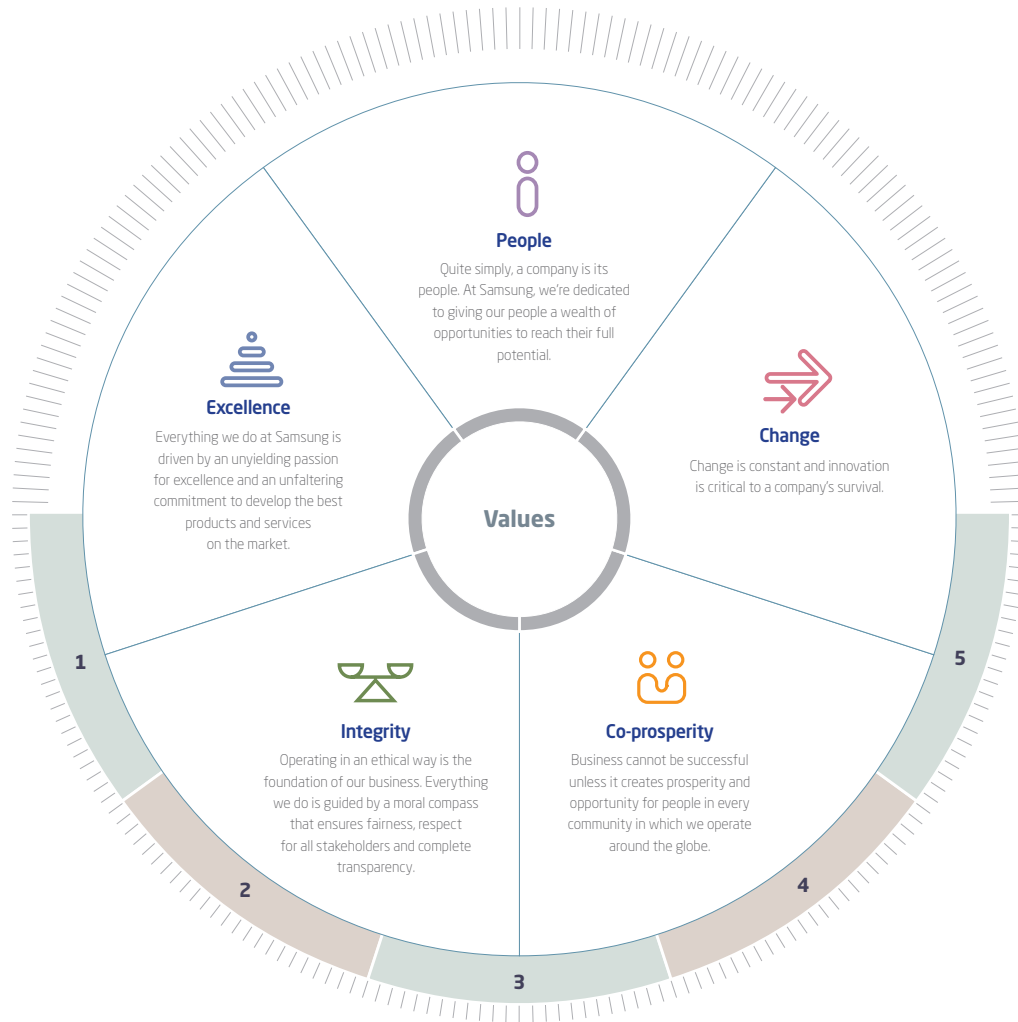 People
Quite simply, a company is its
people. At Samsung, we're dedicated
to giving our people a wealth of
opportunities to reach their full
potential.
Excellence
Everything we do at Samsung is
driven by an unyielding passion
for excellence and an unfaltering
commitment to develop the best
products and services
on the market.
Change
Change is constant and innovation
is critical to a company's survival.
Values
Integrity
Operating in an ethical way is the
foundation of our business. Everything
we do is guided by a moral compass
that ensures fairness, respect
for all stakeholders and complete
transparency.
Co-prosperity
Business cannot be successful
unless it creates prosperity and
opportunity for people in every
community in which we operate
around the globe.
1
2
3
4
5